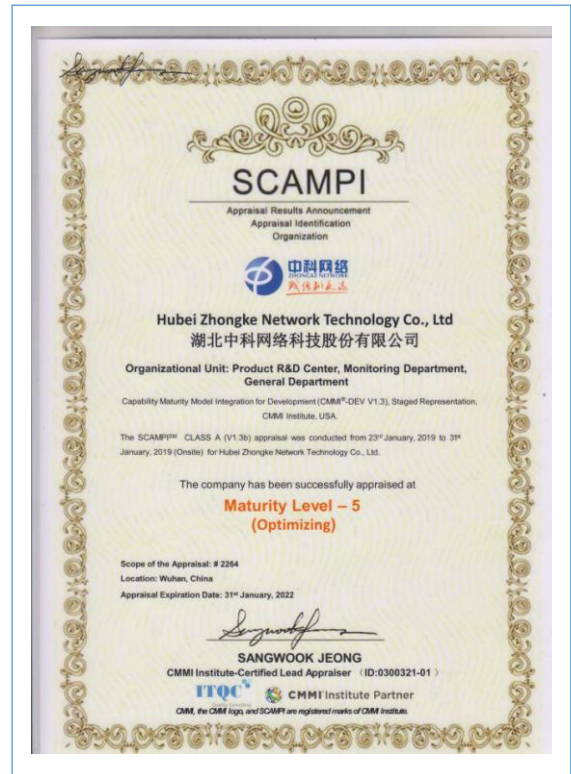 SCAMPI
Appraisal Results Announcement
Appraisal Identification
Organization
中科网络
ZHONGKE NETWORK
Hubei Zhongke Network Technology Co., Ltd
湖北中科网络科技股份有限公司
Organizational Unit: Product R&D Center, Monitoring Department,
General Department
Capability Maturity Model Integration for Development (CMMI®-DEV V1.3), Staged Representation,
CMMI Institute, USA.
The SCAMPI℠ CLASS A (V1.3b) appraisal was conducted from 23rd January, 2019 to 31st
January, 2019 (Onsite) for Hubei Zhongke Network Technology Co., Ltd.
The company has been successfully appraised at
Maturity Level – 5
(Optimizing)
Scope of the Appraisal: # 2264
Location: Wuhan, China
Appraisal Expiration Date: 31st January, 2022
SANGWOOK JEONG
CMMI Institute-Certified Lead Appraiser （ID:0300321-01 ）
ITQC
CMMI Institute Partner
CMMI, the CMMI logo, and SCAMPI are registered marks of CMMI Institute.